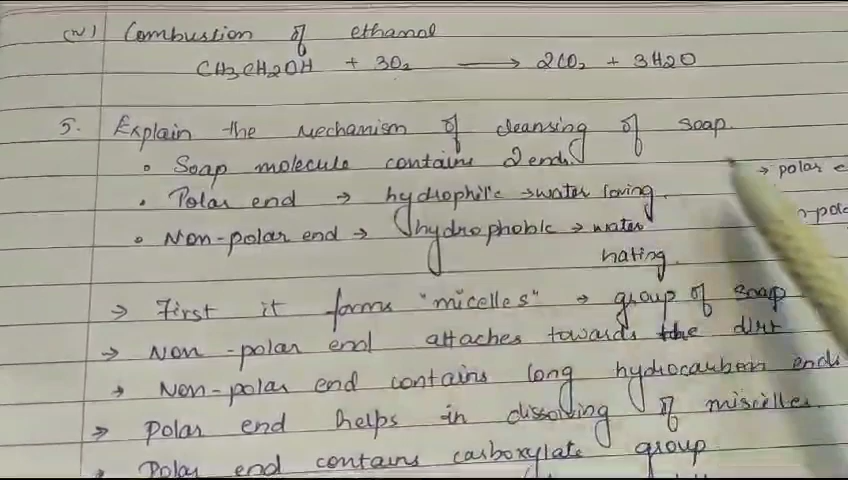 (iv) Combustion of ethanol
CH3CH2OH + 3O2 → 2CO2 + 3H2O
5. Explain the mechanism of cleansing of soap.
• Soap molecule contains 2 ends
→ polar e
• Polar end → hydrophilic → water loving.
n-pola
• Non-polar end → hydrophobic → water
hating.
→ First it forms "micelles" → group of soap
→ Non-polar end attaches towards the dirt
→ Non-polar end contains long hydrocarbon ends
→ Polar end helps in dissolving of miscelles.
• Polar end contains carboxylate group